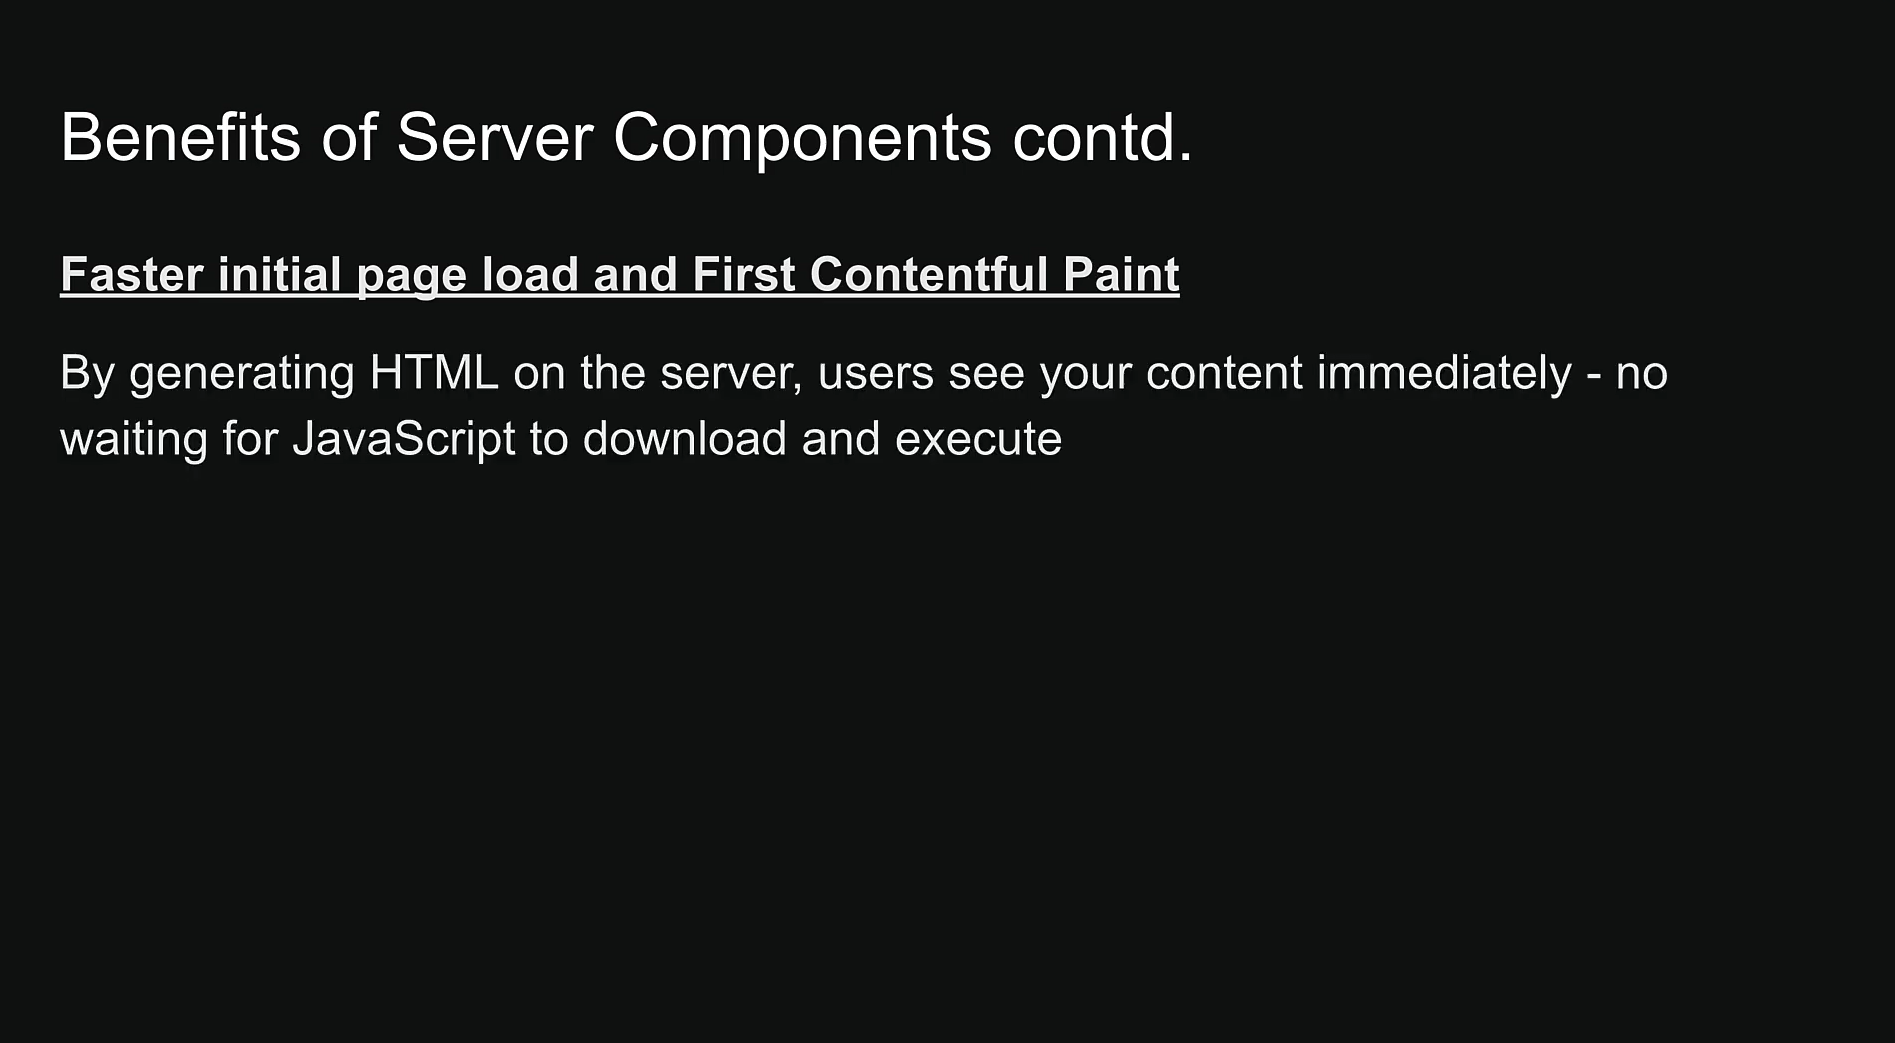 Benefits of Server Components contd.
Faster initial page load and First Contentful Paint
By generating HTML on the server, users see your content immediately - no
waiting for JavaScript to download and execute